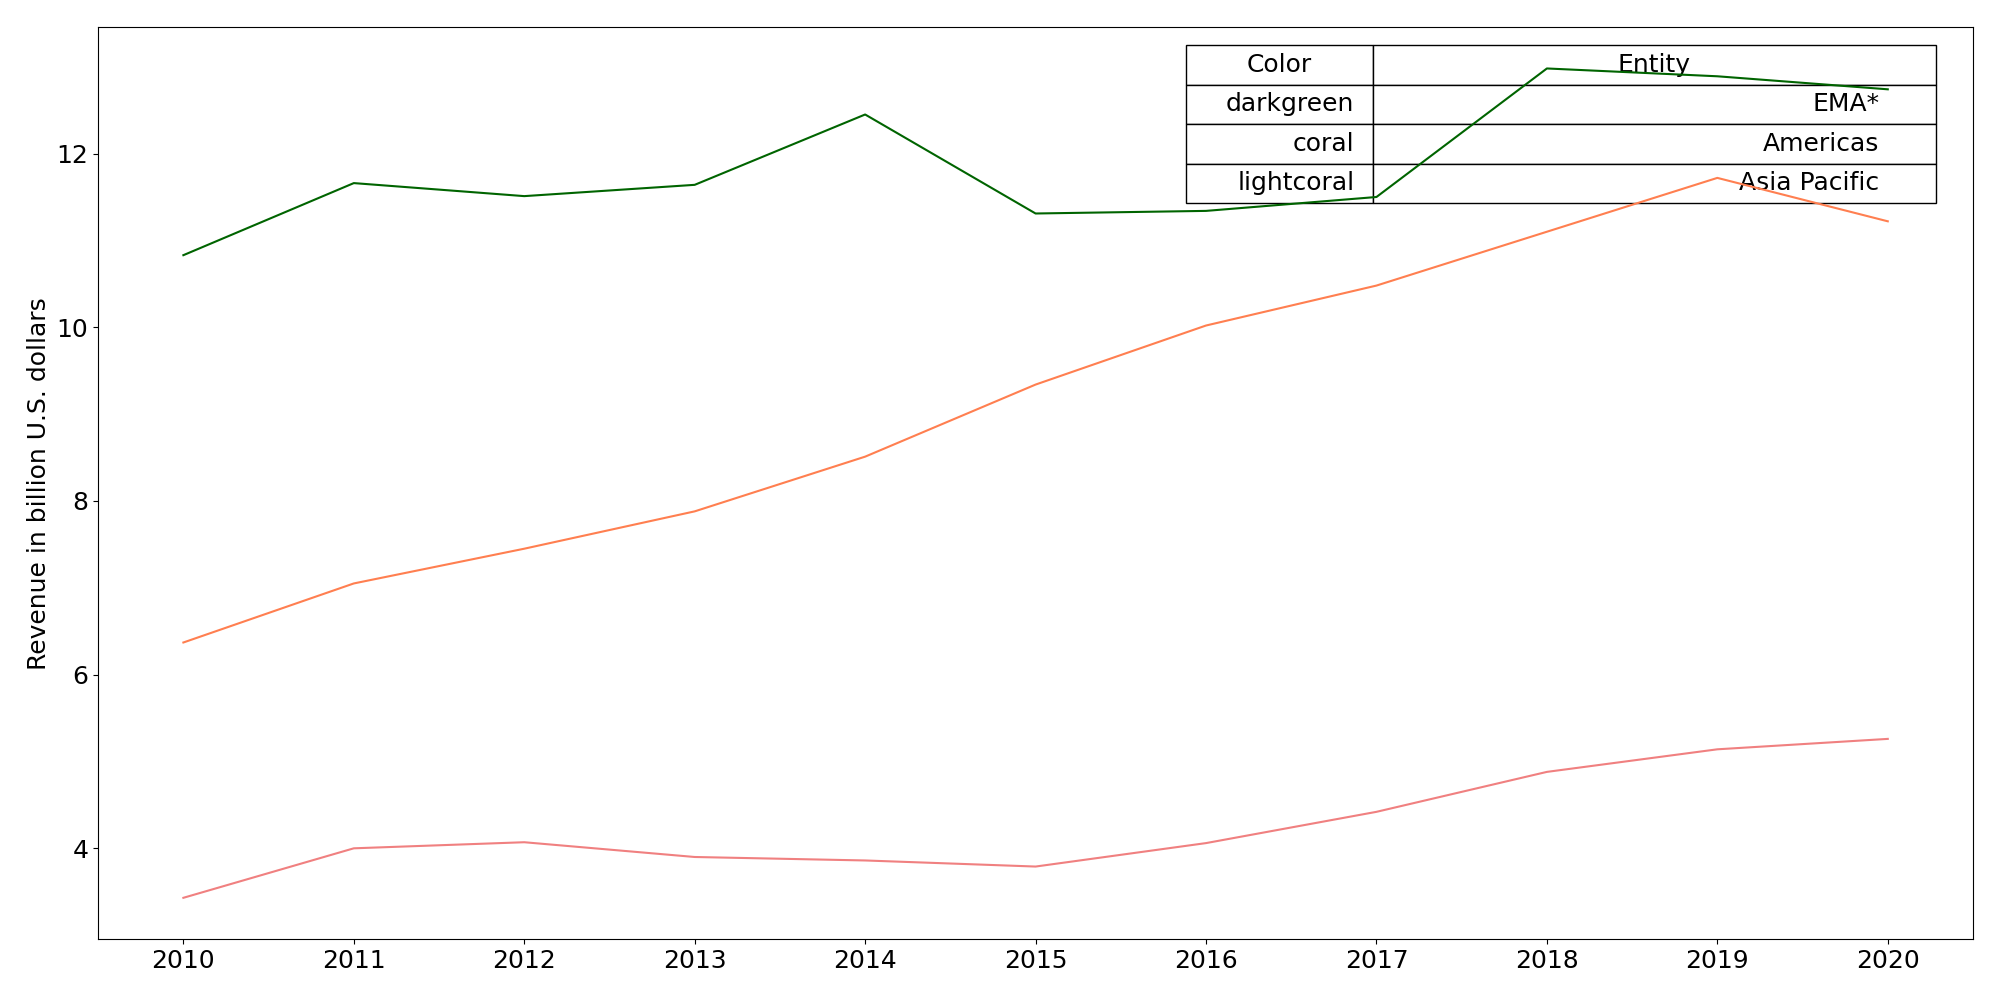 Color Entity
darkgreen EMA*
coral Americas
lightcoral Asia Pacific
Revenue in billion U.S. dollars
12
10
8
6
4
2010 2011 2012 2013 2014 2015 2016 2017 2018 2019 2020